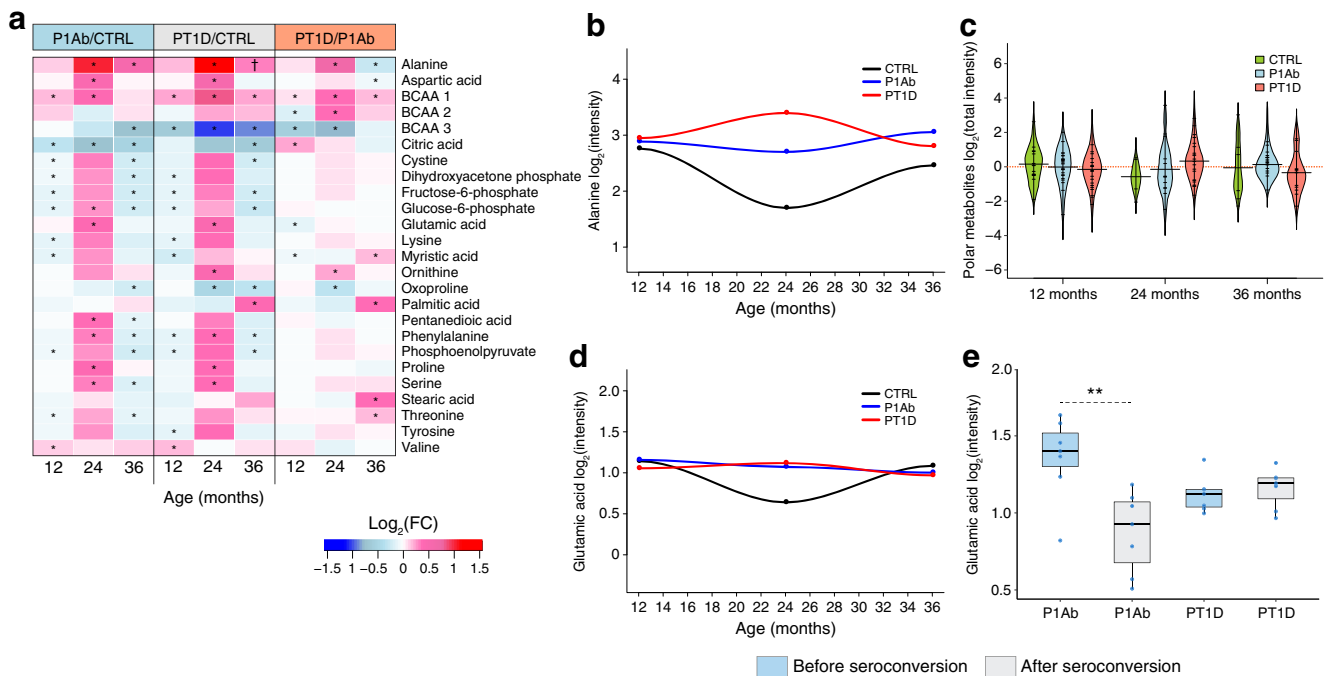 a
P1Ab/CTRL PT1D/CTRL PT1D/P1Ab
Alanine
Aspartic acid
BCAA 1
BCAA 2
BCAA 3
Citric acid
Cystine
Dihydroxyacetone phosphate
Fructose-6-phosphate
Glucose-6-phosphate
Glutamic acid
Lysine
Myristic acid
Ornithine
Oxoproline
Palmitic acid
Pentanedioic acid
Phenylalanine
Phosphoenolpyruvate
Proline
Serine
Stearic acid
Threonine
Tyrosine
Valine
12 24 36 12 24 36 12 24 36
Age (months)
Log2(FC)
−1.5 1 −0.5 0 0.5 1 1.5
b
Alanine log2(intensity)
4
3
2
1
CTRL
P1Ab
PT1D
12 14 16 18 20 22 24 26 28 30 32 34 36
Age (months)
c
Polar metabolites log2(total intensity)
6
4
2
0
−2
−4
−6
CTRL
P1Ab
PT1D
12 months 24 months 36 months
d
Glutamic acid log2(intensity)
2.0
1.5
1.0
0.5
0
CTRL
P1Ab
PT1D
12 14 16 18 20 22 24 26 28 30 32 34 36
Age (months)
e
Glutamic acid log2(intensity)
2.0
1.5
1.0
0.5
**
P1Ab P1Ab PT1D PT1D
Before seroconversion After seroconversion